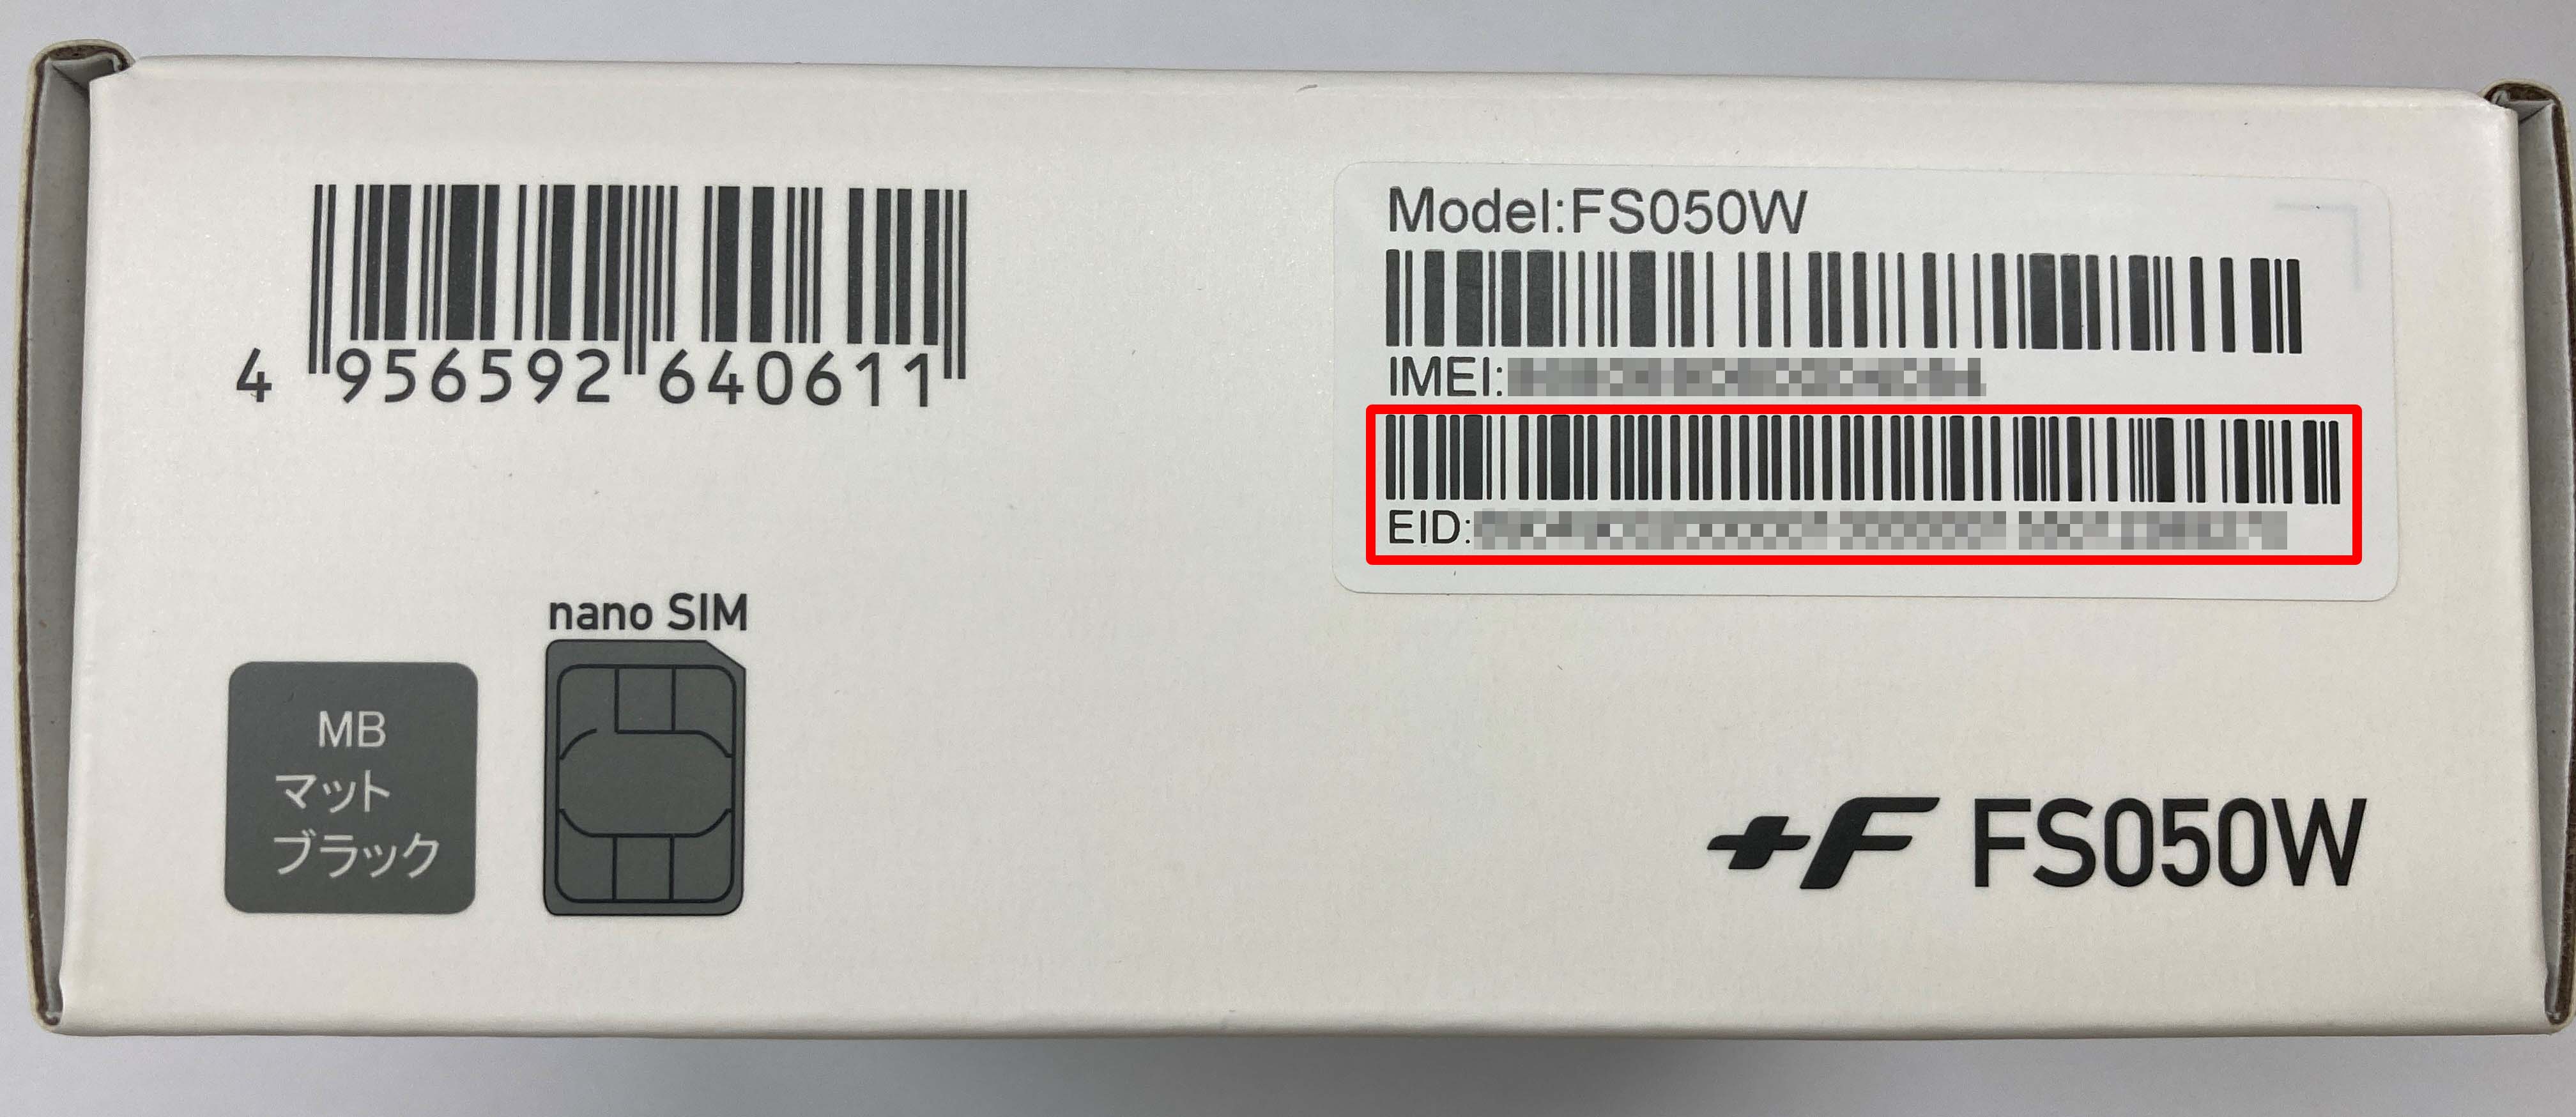 4 956592 640611
Model:FS050W
IMEI:
EID:
nano SIM
MB
マット
ブラック
+F FS050W